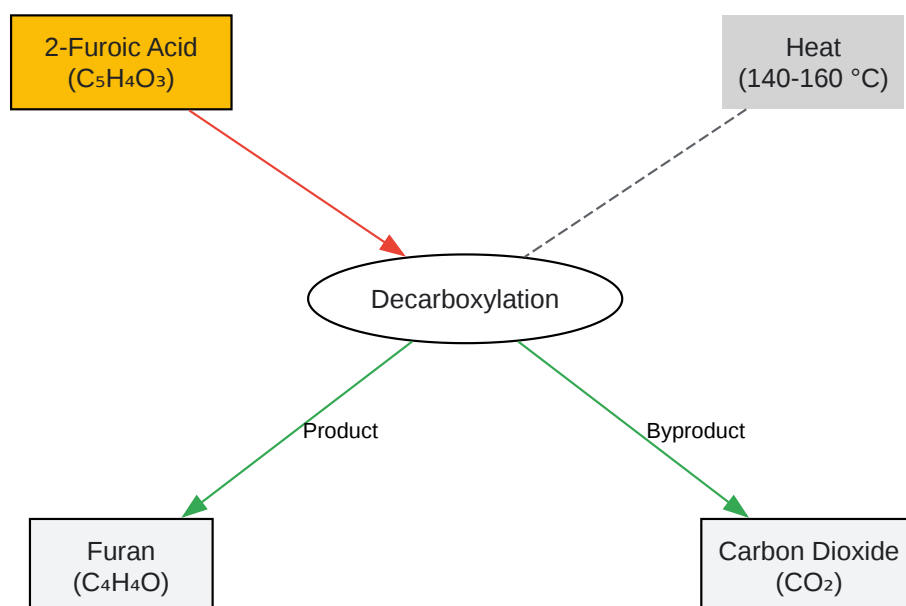 2-Furoic Acid
(C₅H₄O₃)
Heat
(140-160 °C)
Decarboxylation
Product
Byproduct
Furan
(C₄H₄O)
Carbon Dioxide
(CO₂)